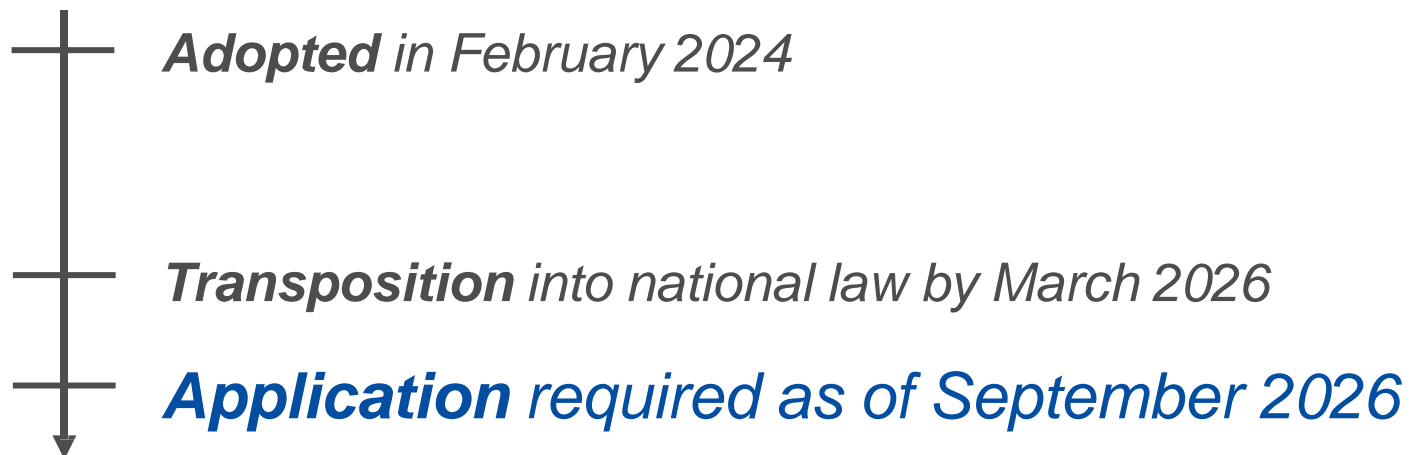 Adopted in February 2024
Transposition into national law by March 2026
Application required as of September 2026